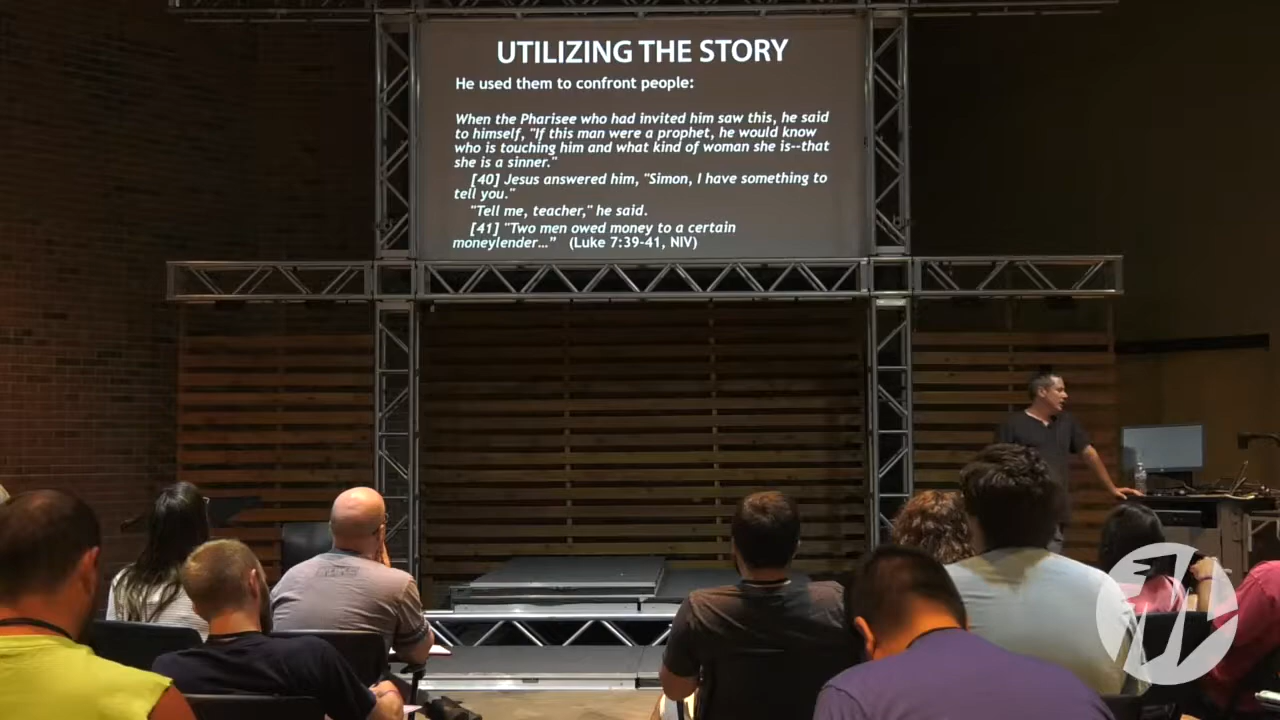 UTILIZING THE STORY
He used them to confront people:
When the Pharisee who had invited him saw this, he said
to himself, "If this man were a prophet, he would know
who is touching him and what kind of woman she is--that
she is a sinner."
[40] Jesus answered him, "Simon, I have something to
tell you."
"Tell me, teacher," he said.
[41] "Two men owed money to a certain
moneylender…" (Luke 7:39-41, NIV)